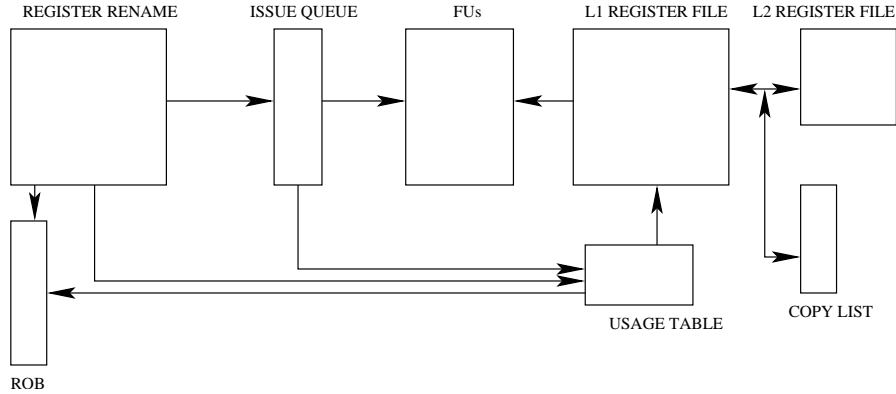 REGISTER RENAME
ISSUE QUEUE
FUs
L1 REGISTER FILE
L2 REGISTER FILE
USAGE TABLE
COPY LIST
ROB